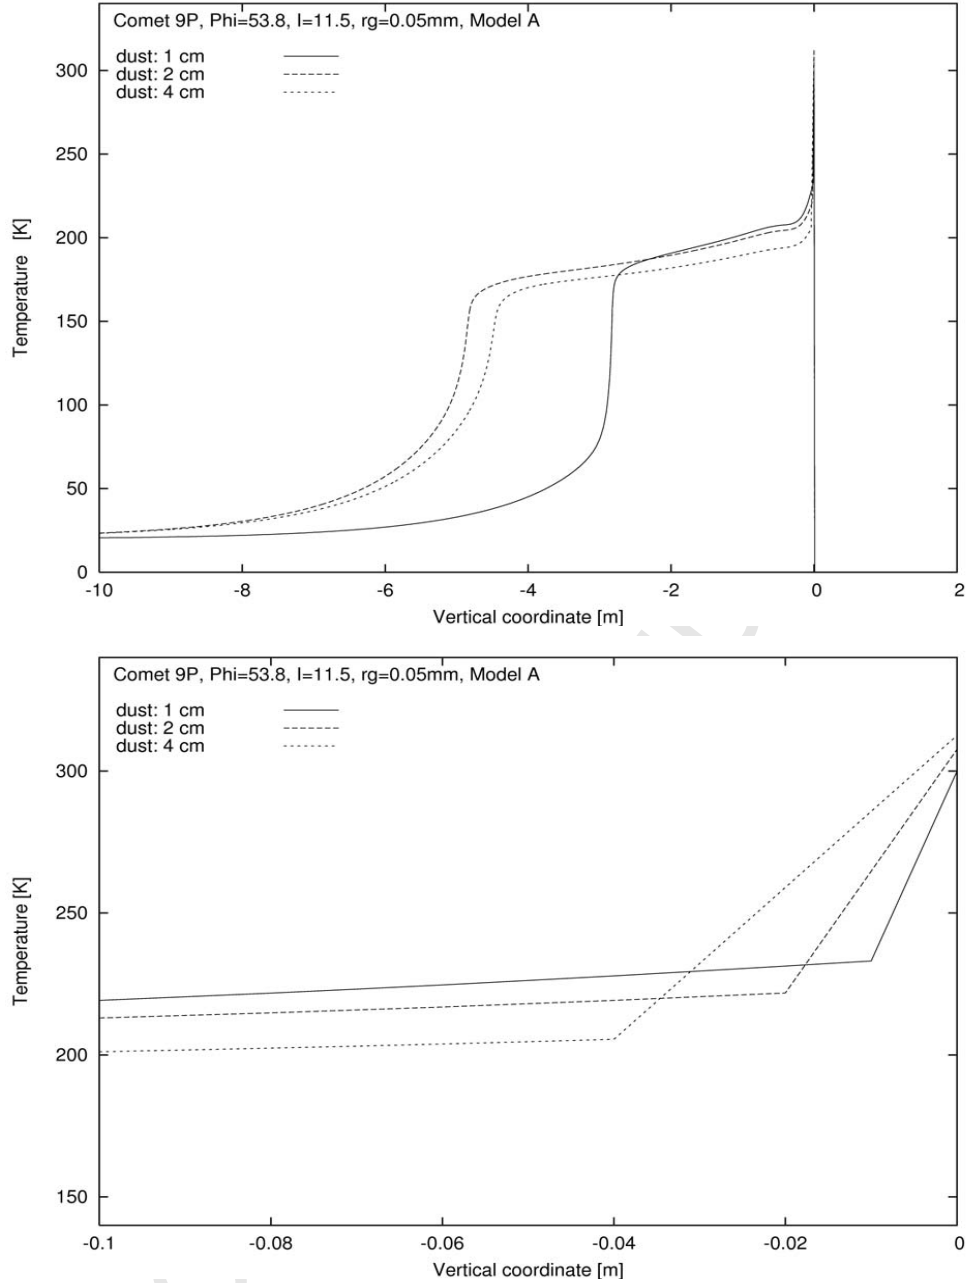 Comet 9P, Phi=53.8, I=11.5, rg=0.05mm, Model A
dust: 1 cm
dust: 2 cm
dust: 4 cm
300
250
200
150
100
50
0
Temperature [K]
-10 -8 -6 -4 -2 0 2
Vertical coordinate [m]
Comet 9P, Phi=53.8, I=11.5, rg=0.05mm, Model A
dust: 1 cm
dust: 2 cm
dust: 4 cm
300
250
200
150
Temperature [K]
-0.1 -0.08 -0.06 -0.04 -0.02 0
Vertical coordinate [m]